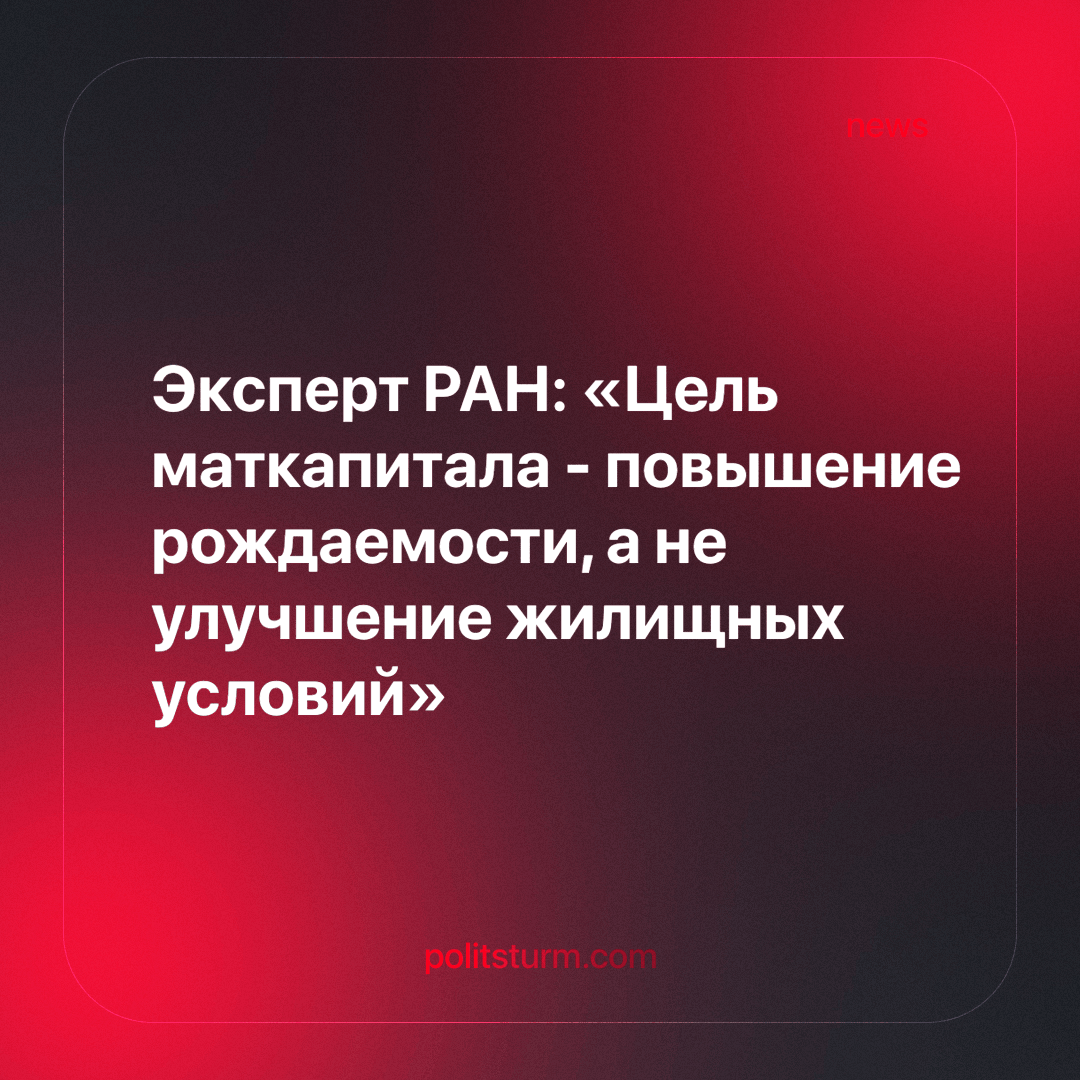 news
Эксперт РАН: «Цель
маткапитала - повышение
рождаемости, а не
улучшение жилищных
условий»
politsturm.com